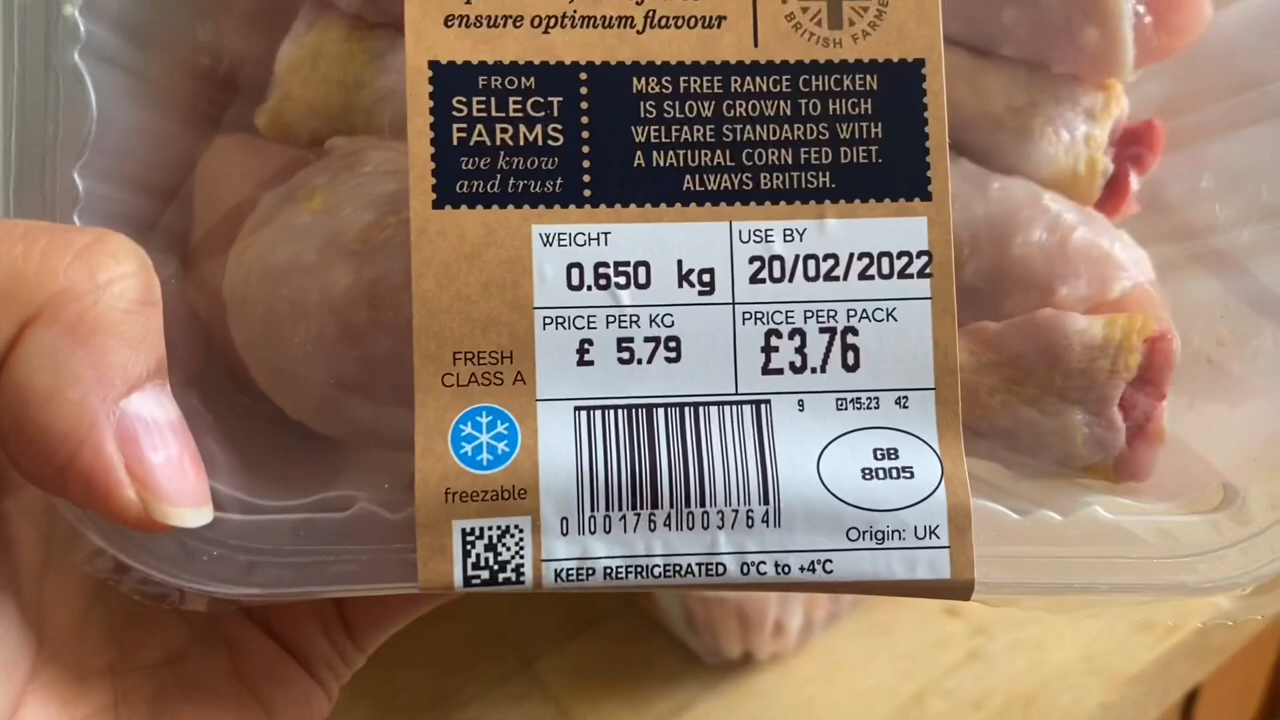 ensure optimum flavour
BRITISH FARME
FROM
SELECT
FARMS
we know
and trust
M&S FREE RANGE CHICKEN
IS SLOW GROWN TO HIGH
WELFARE STANDARDS WITH
A NATURAL CORN FED DIET.
ALWAYS BRITISH.
WEIGHT
0.650 kg
USE BY
20/02/2022
PRICE PER KG
£ 5.79
PRICE PER PACK
£3.76
FRESH
CLASS A
freezable
9 15:23 42
GB
8005
0 001764 003764
Origin: UK
KEEP REFRIGERATED 0°C to +4°C